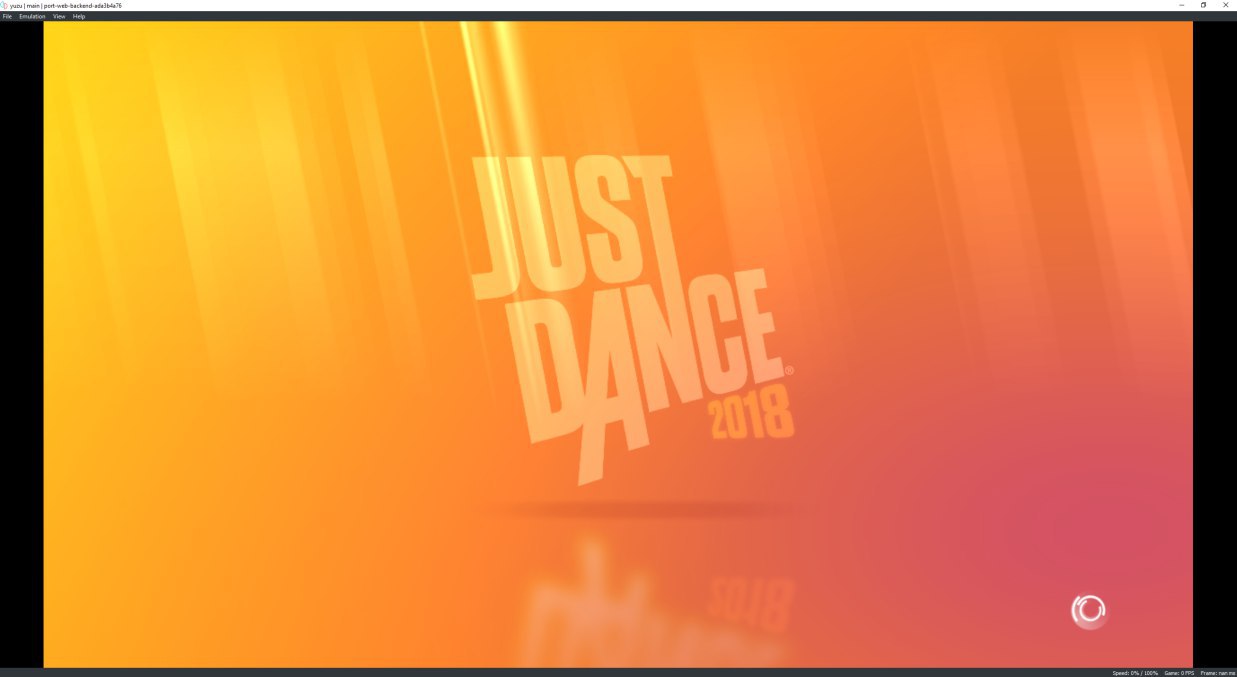 yuzu | main | port-web-backend-ada3b4a76
File Emulation View Help
JUST
DANCE®
2018
Speed: 0% / 100% Game: 0 FPS Frame: nan ms